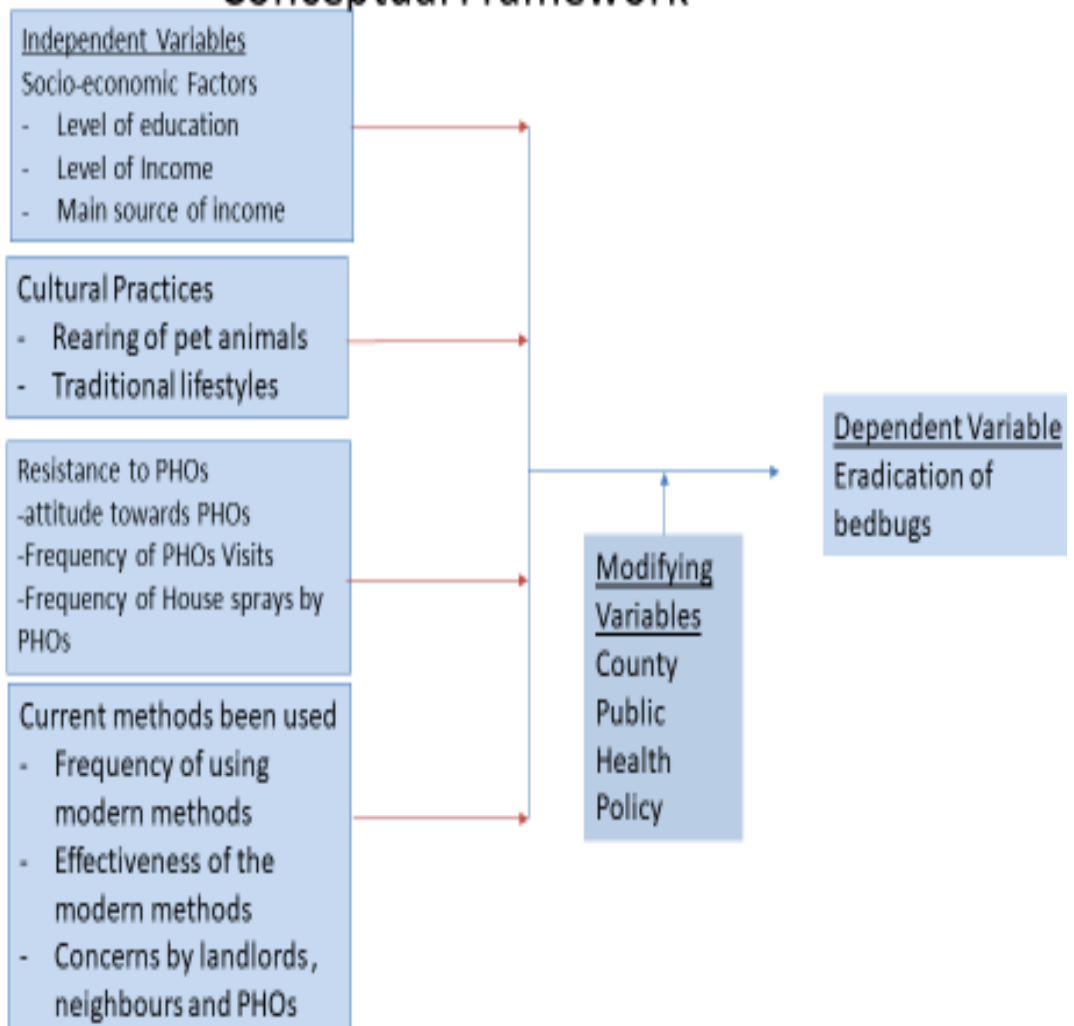 Conceptual Framework
Independent Variables
Socio-economic Factors
- Level of education
- Level of Income
- Main source of income
Cultural Practices
- Rearing of pet animals
- Traditional lifestyles
Resistance to PHOs
-attitude towards PHOs
-Frequency of PHOs Visits
-Frequency of House sprays by
PHOs
Current methods been used
- Frequency of using
modern methods
- Effectiveness of the
modern methods
- Concerns by landlords,
neighbours and PHOs
Modifying
Variables
County
Public
Health
Policy
Dependent Variable
Eradication of
bedbugs